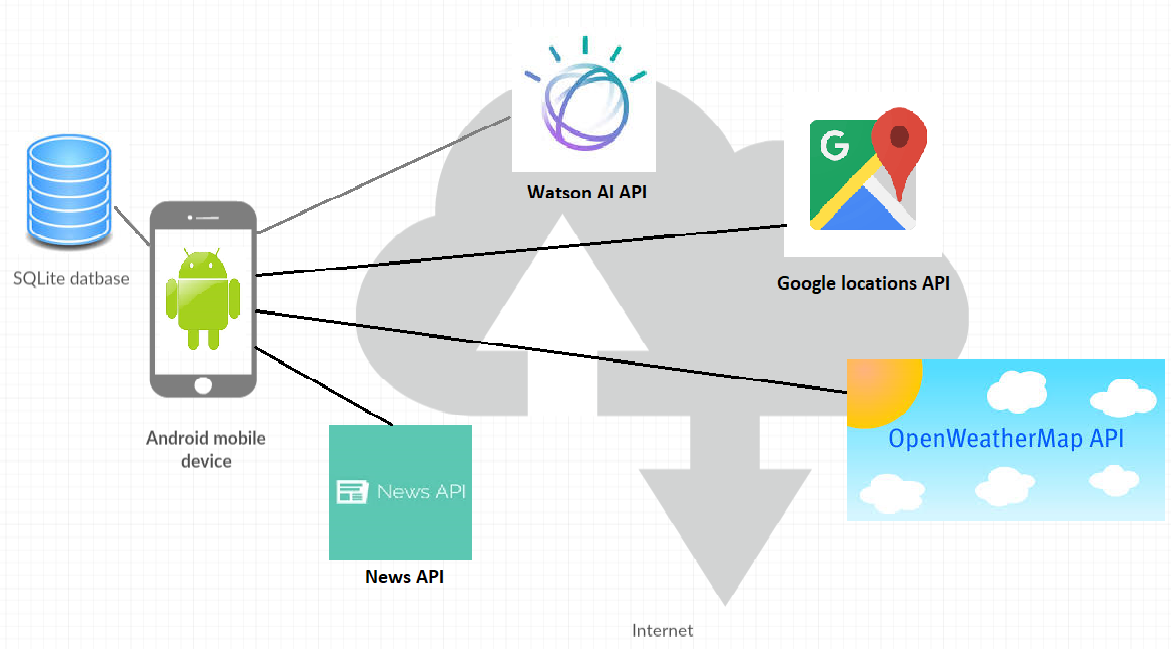 Watson AI API
G
Google locations API
SQLite datbase
OpenWeatherMap API
Android mobile
device
News API
News API
Internet